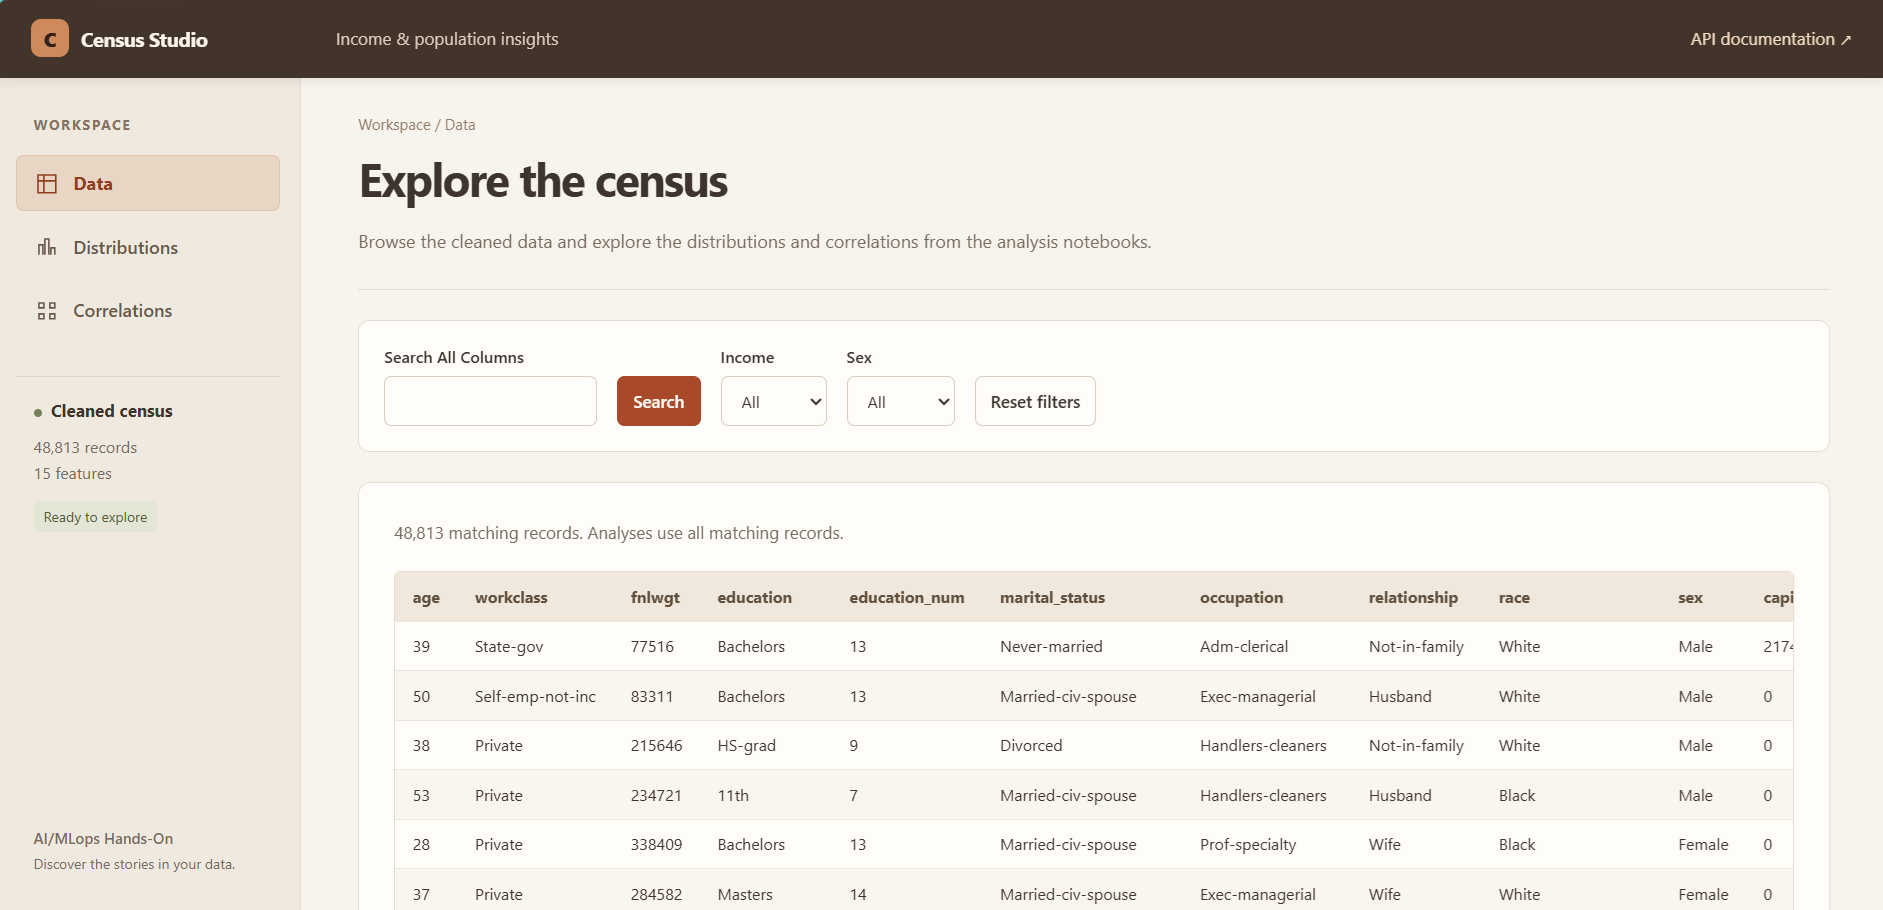 C Census Studio
Income & population insights
API documentation ↗
WORKSPACE
Data
Distributions
Correlations
Cleaned census
48,813 records
15 features
Ready to explore
AI/MLops Hands-On
Discover the stories in your data.
Workspace / Data
Explore the census
Browse the cleaned data and explore the distributions and correlations from the analysis notebooks.
Search All Columns Income Sex
Search All All Reset filters
48,813 matching records. Analyses use all matching records.
age workclass fnlwgt education education_num marital_status occupation relationship race sex capi
39 State-gov 77516 Bachelors 13 Never-married Adm-clerical Not-in-family White Male 2174
50 Self-emp-not-inc 83311 Bachelors 13 Married-civ-spouse Exec-managerial Husband White Male 0
38 Private 215646 HS-grad 9 Divorced Handlers-cleaners Not-in-family White Male 0
53 Private 234721 11th 7 Married-civ-spouse Handlers-cleaners Husband Black Male 0
28 Private 338409 Bachelors 13 Married-civ-spouse Prof-specialty Wife Black Female 0
37 Private 284582 Masters 14 Married-civ-spouse Exec-managerial Wife White Female 0